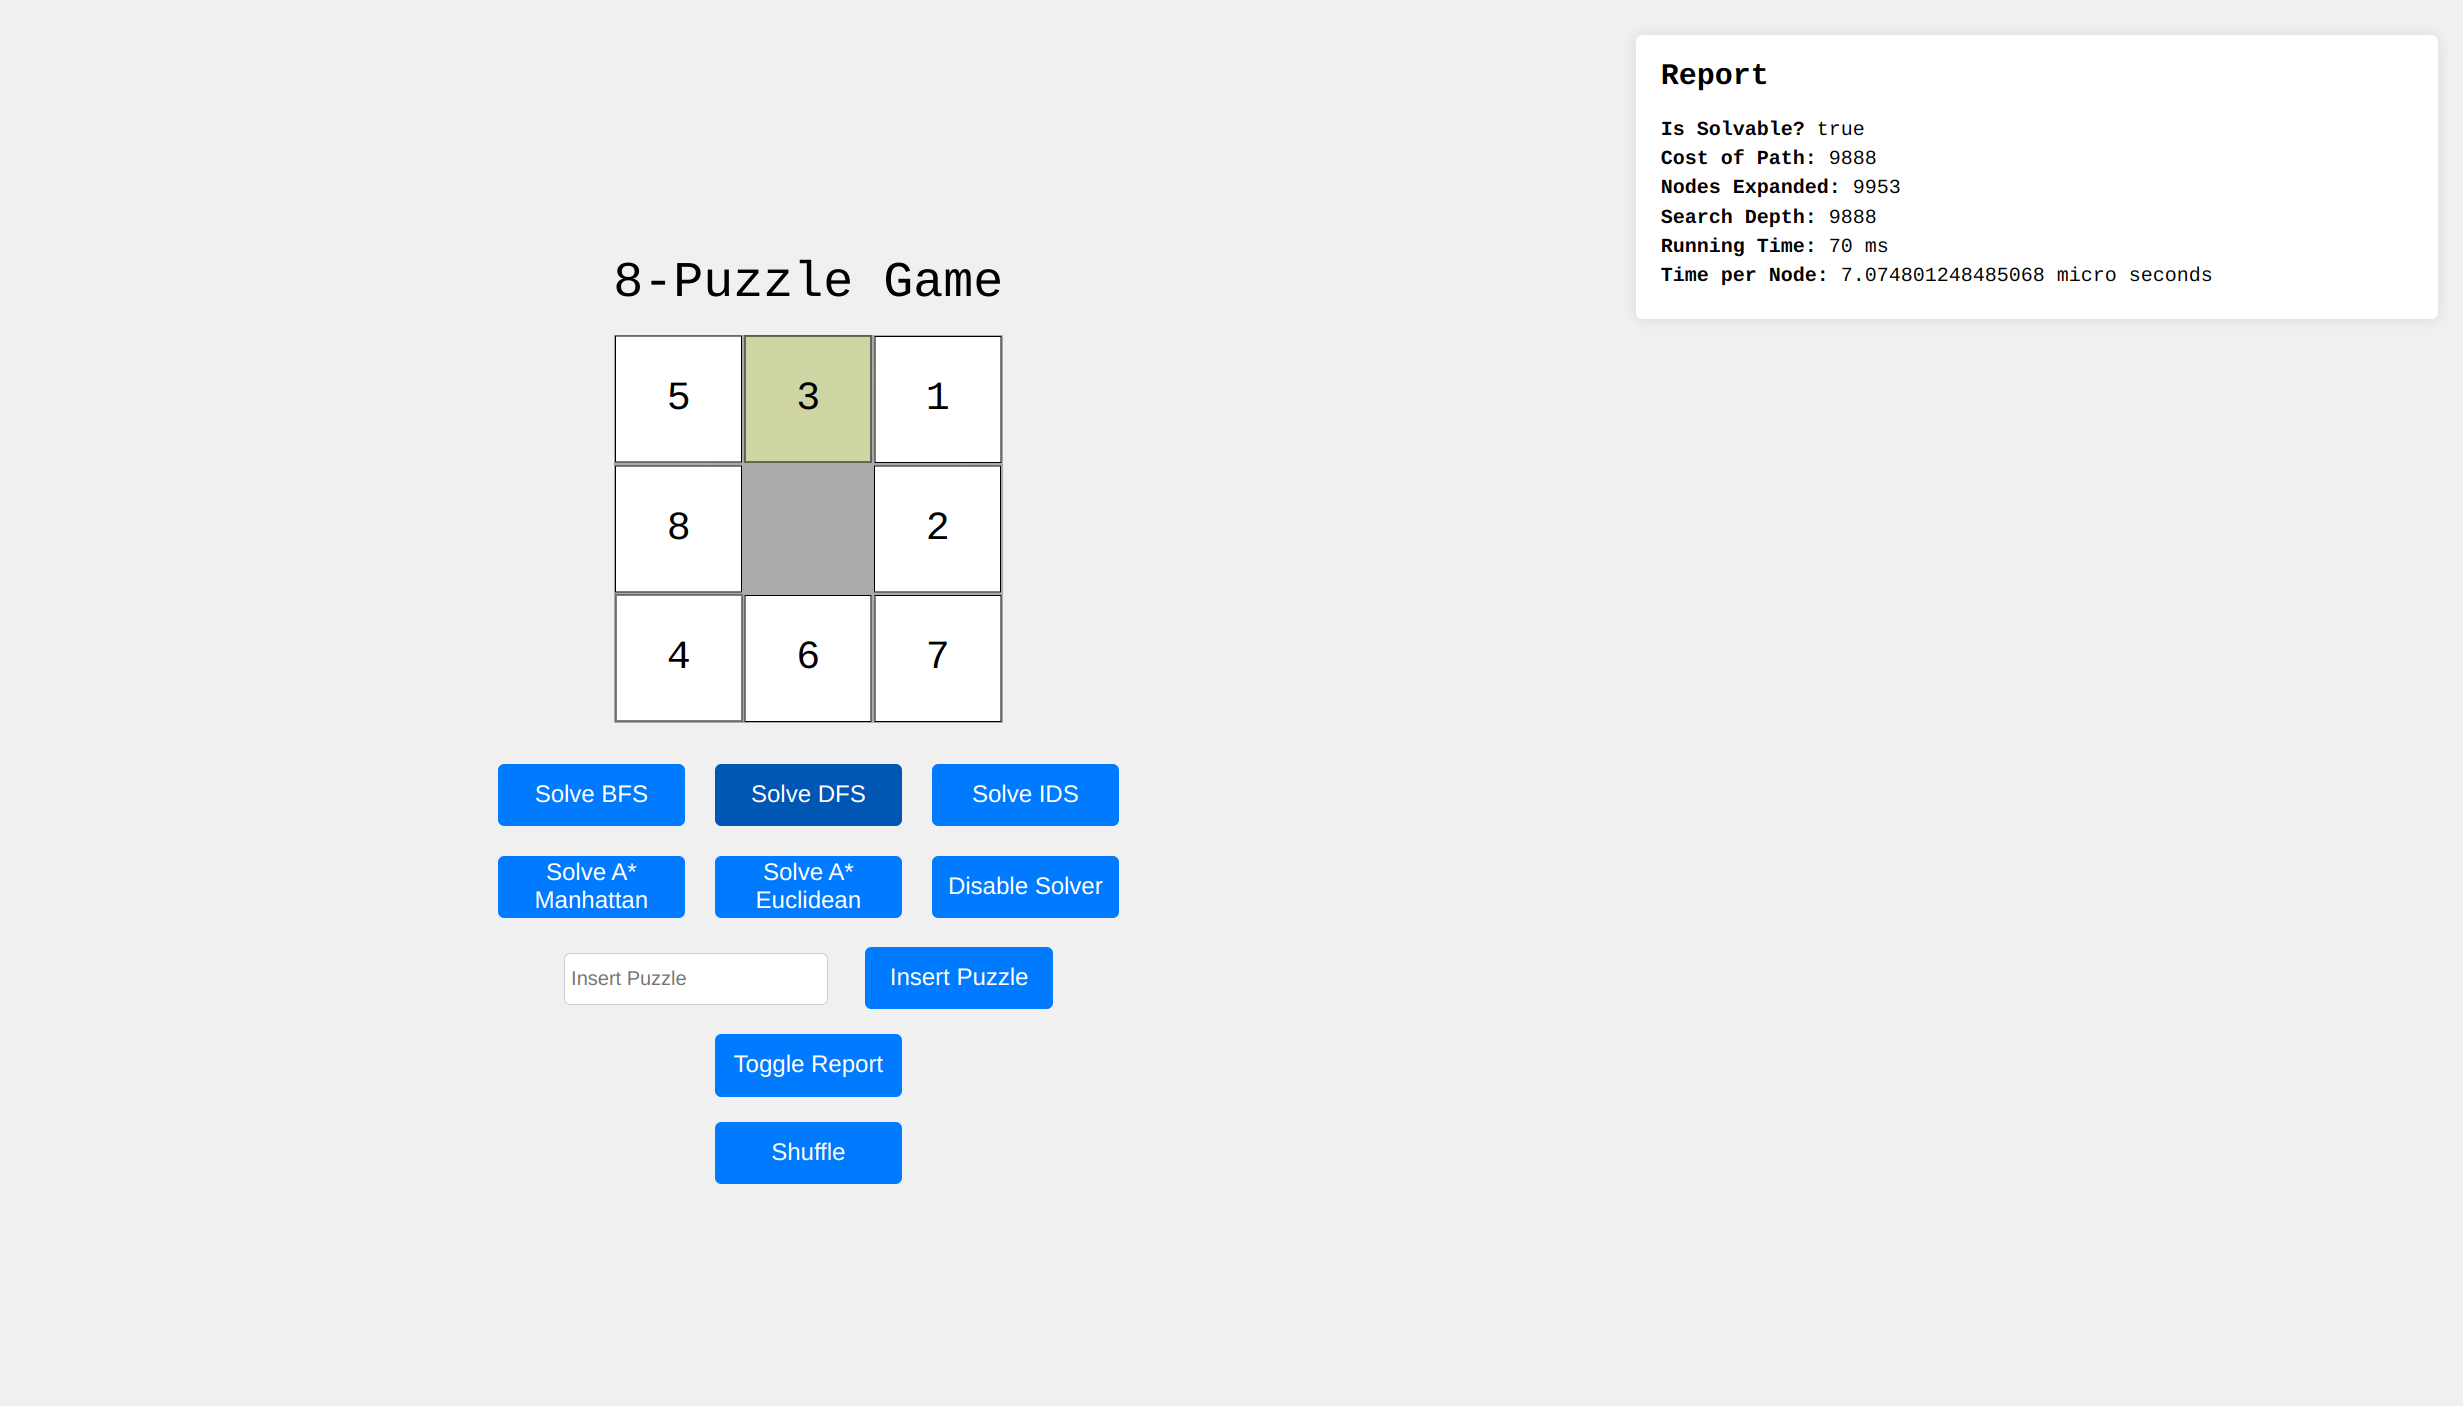 8-Puzzle Game
5 3 1
8 2
4 6 7
Solve BFS
Solve DFS
Solve IDS
Solve A*
Manhattan
Solve A*
Euclidean
Disable Solver
Insert Puzzle
Insert Puzzle
Toggle Report
Shuffle
Report
Is Solvable? true
Cost of Path: 9888
Nodes Expanded: 9953
Search Depth: 9888
Running Time: 70 ms
Time per Node: 7.074801248485068 micro seconds